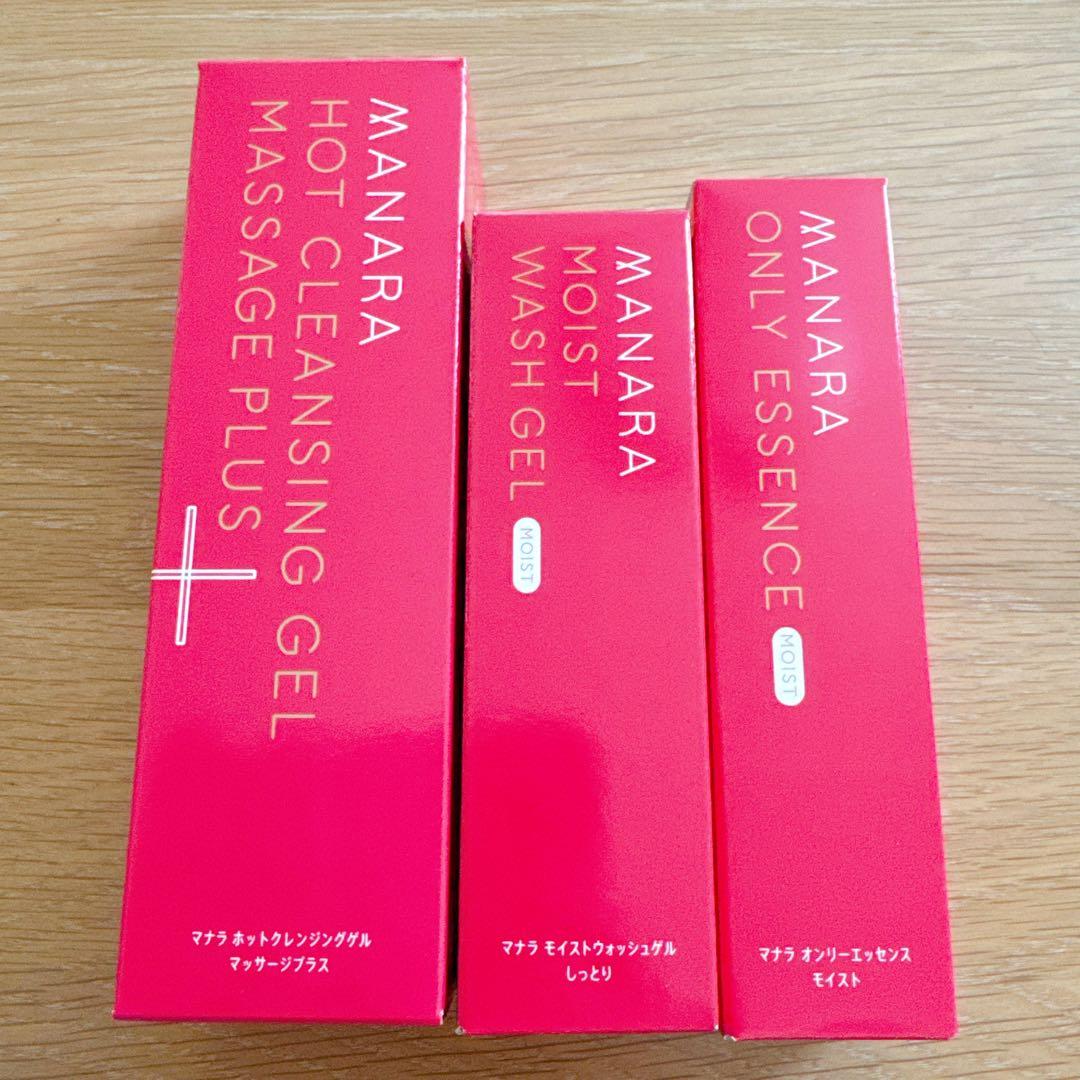 MANARA
HOT CLEANSING GEL
MASSAGE PLUS
マナラ ホットクレンジングゲル
マッサージプラス
MANARA
MOIST
WASH GEL
MOIST
マナラ モイストウォッシュゲル
しっとり
MANARA
ONLY ESSENCE
MOIST
マナラ オンリーエッセンス
モイスト